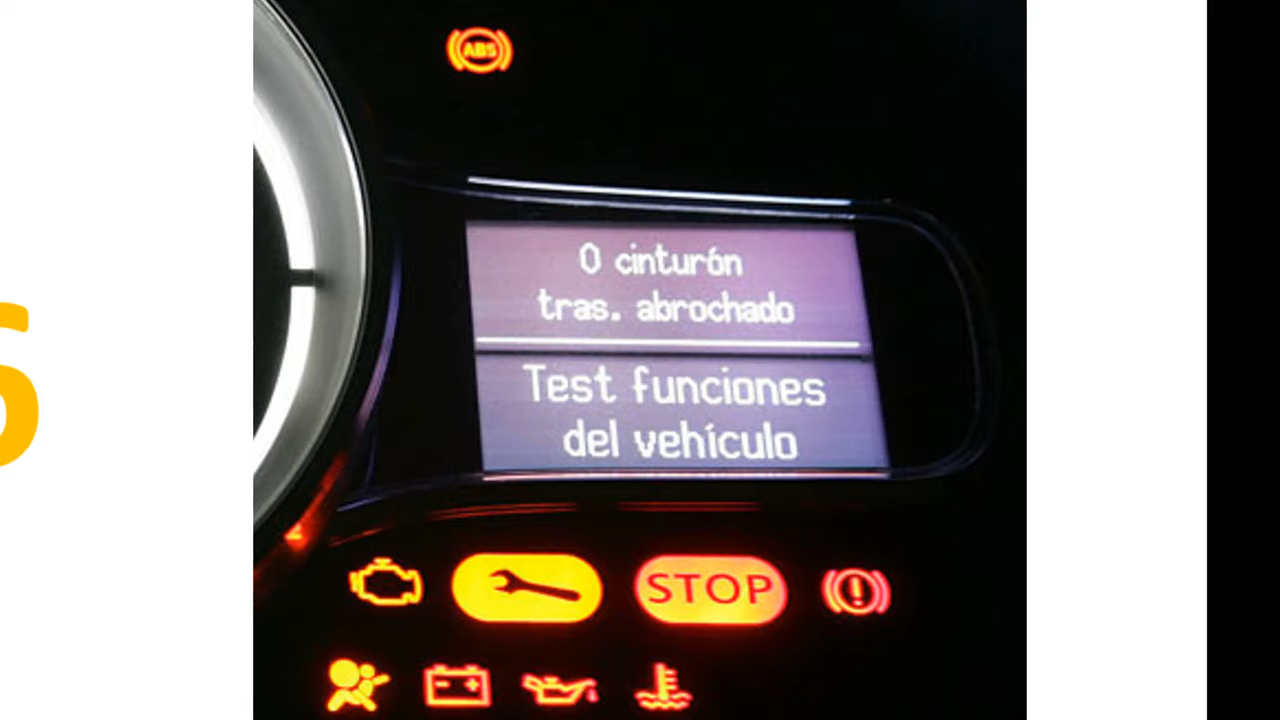 ABS
0 cinturón
tras. abrochado
Test funciones
del vehículo
STOP